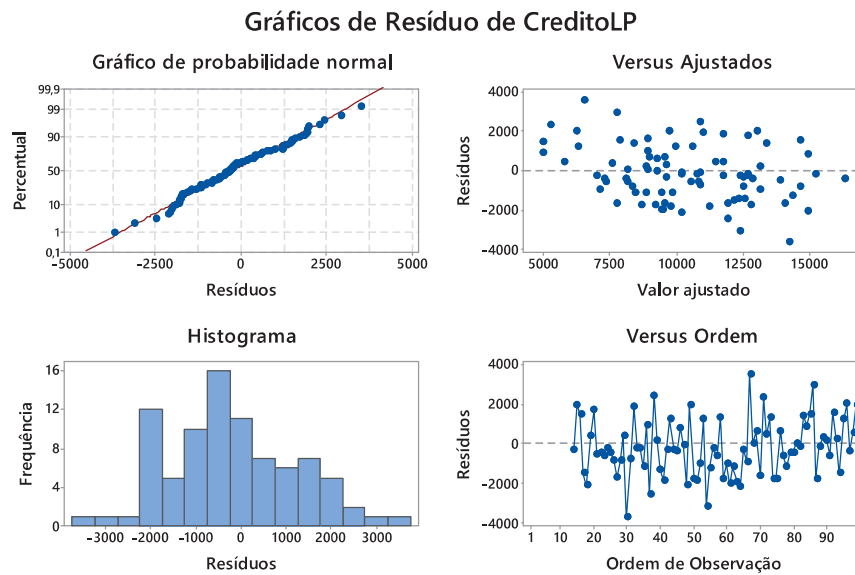 Gráficos de Resíduo de CreditoLP
Gráfico de probabilidade normal
99,9
99
90
50
10
1
0,1
Percentual
−5000 −2500 0 2500 5000
Resíduos
Versus Ajustados
4000
2000
0
−2000
−4000
Resíduos
5000 7500 10000 12500 15000
Valor ajustado
Histograma
16
12
8
4
0
Frequência
−3000 −2000 −1000 0 1000 2000 3000
Resíduos
Versus Ordem
4000
2000
0
−2000
−4000
Resíduos
1 10 20 30 40 50 60 70 80 90
Ordem de Observação